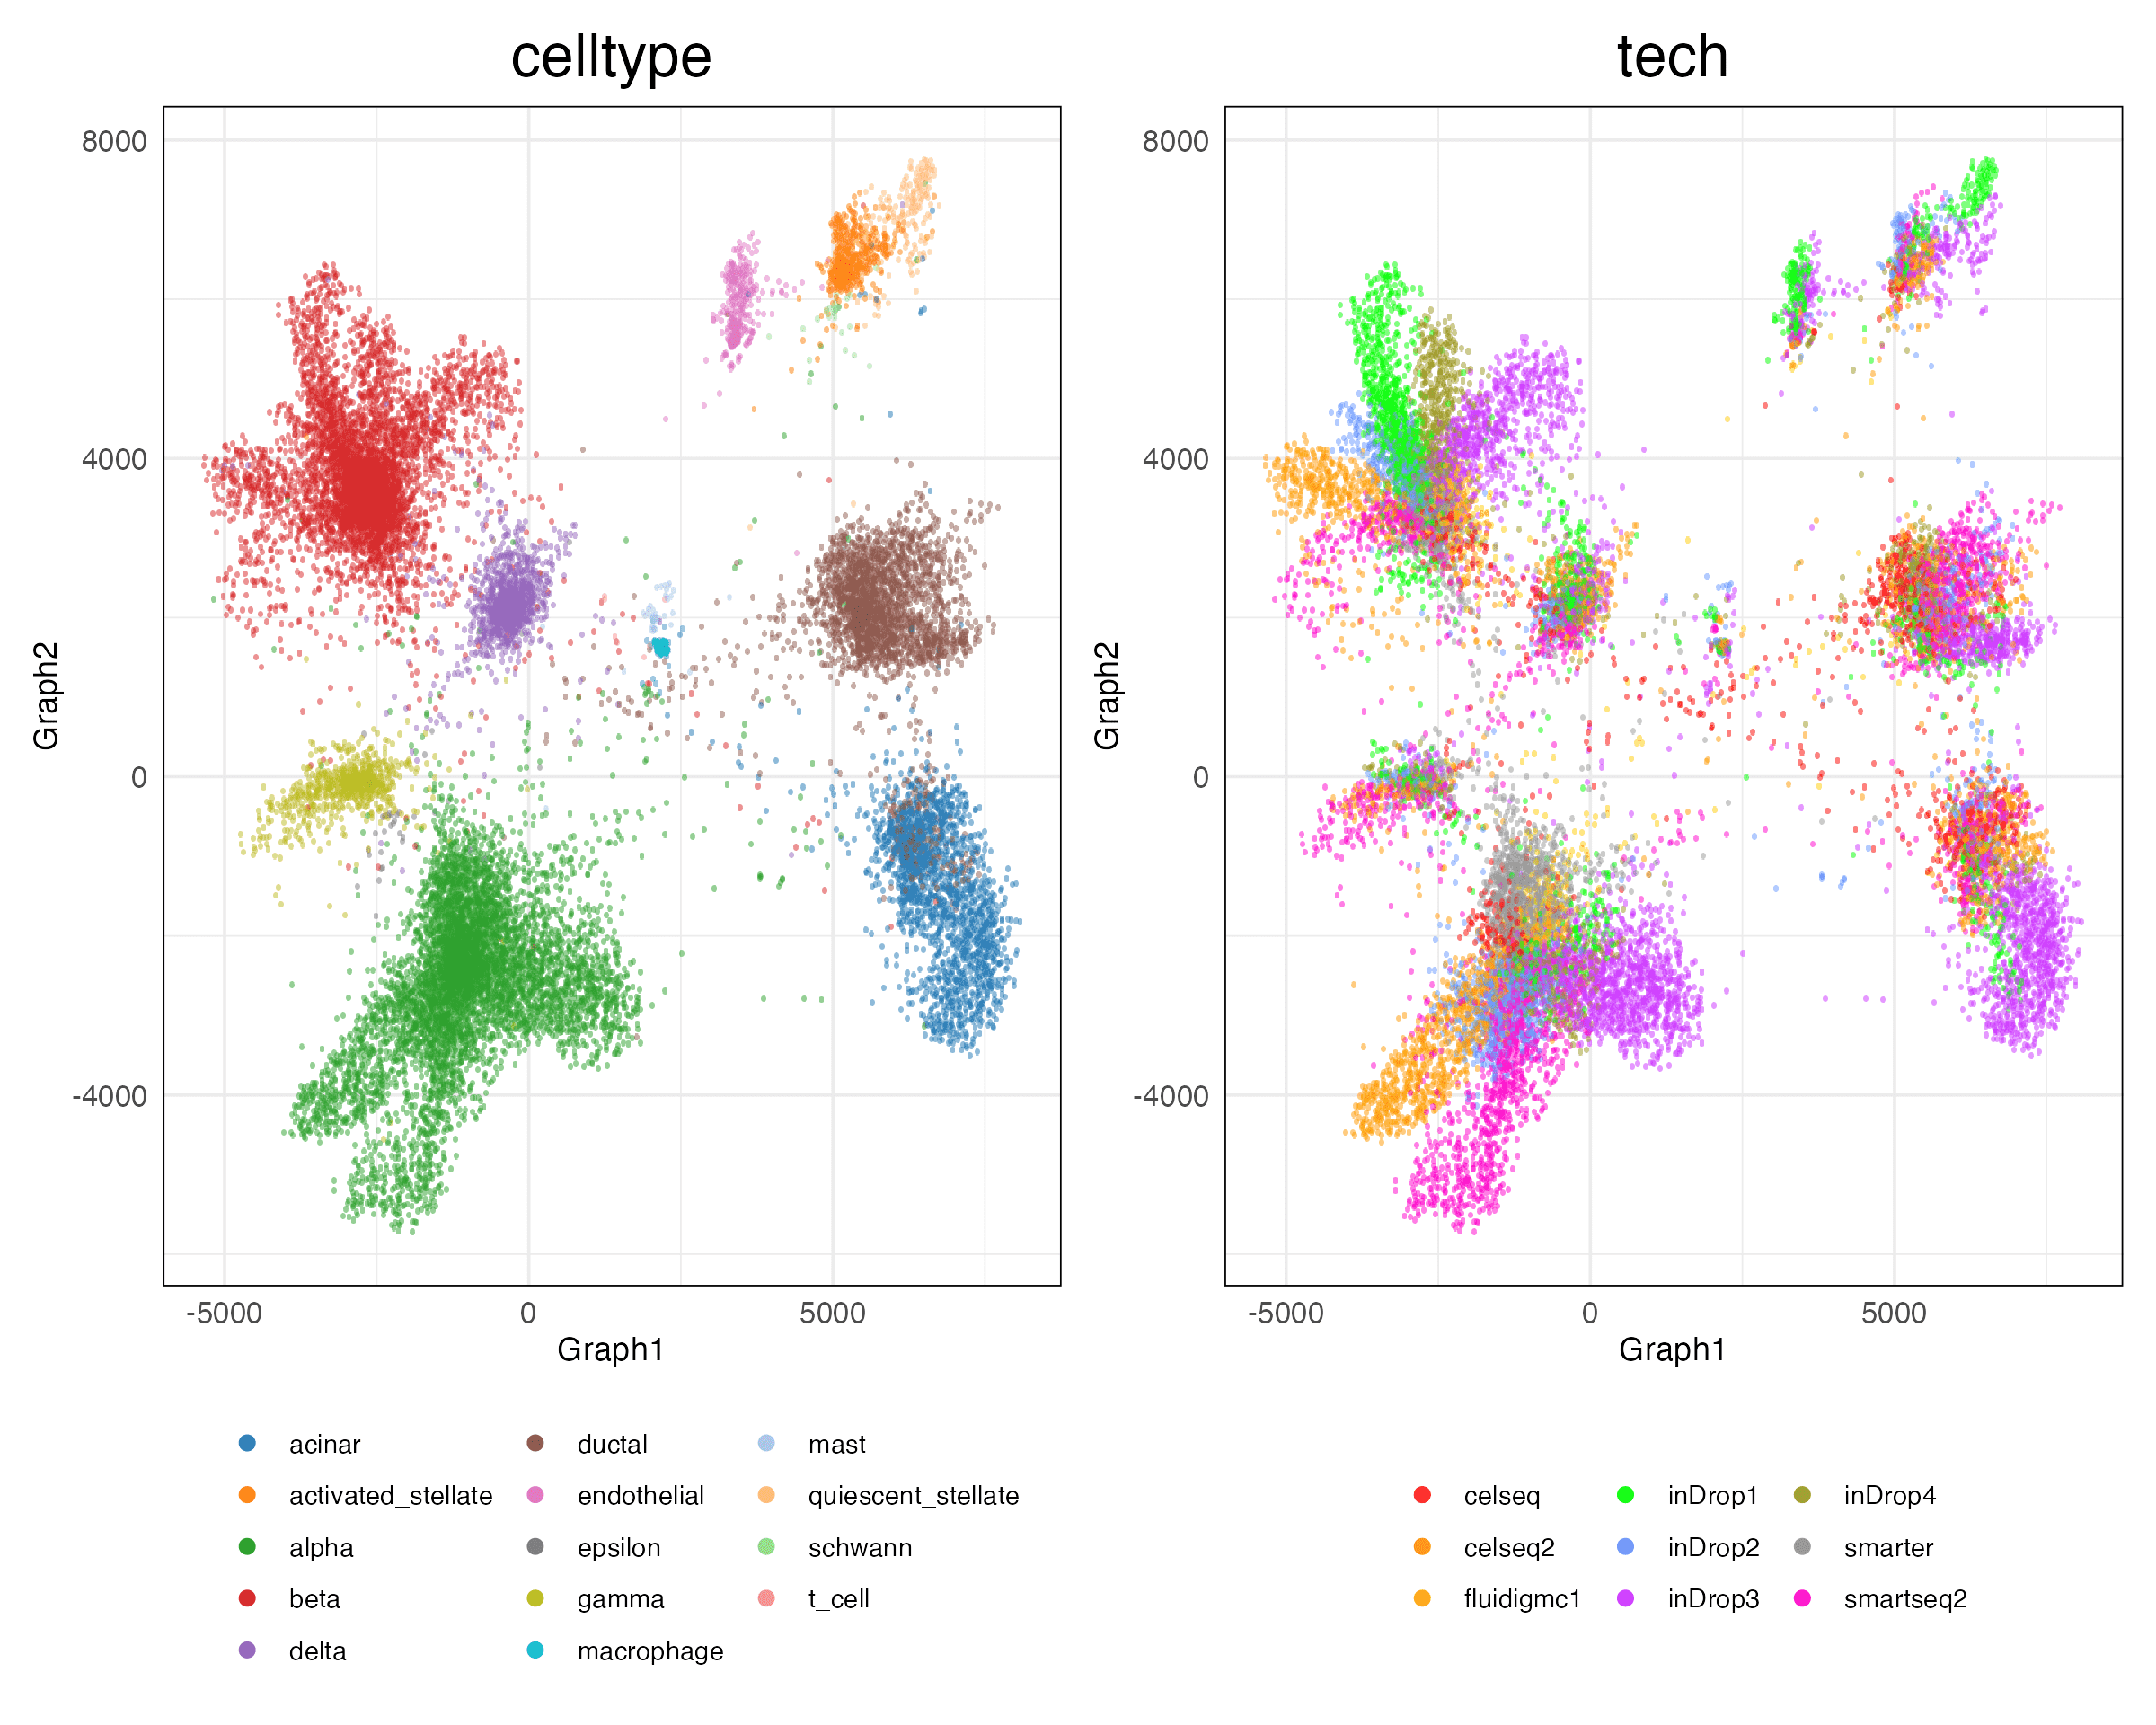 celltype
tech
8000
4000
0
-4000
Graph2
-5000 0 5000
Graph1
8000
4000
0
-4000
Graph2
-5000 0 5000
Graph1
acinar ductal mast
activated_stellate endothelial quiescent_stellate
alpha epsilon schwann
beta gamma t_cell
delta macrophage
celseq inDrop1 inDrop4
celseq2 inDrop2 smarter
fluidigmc1 inDrop3 smartseq2